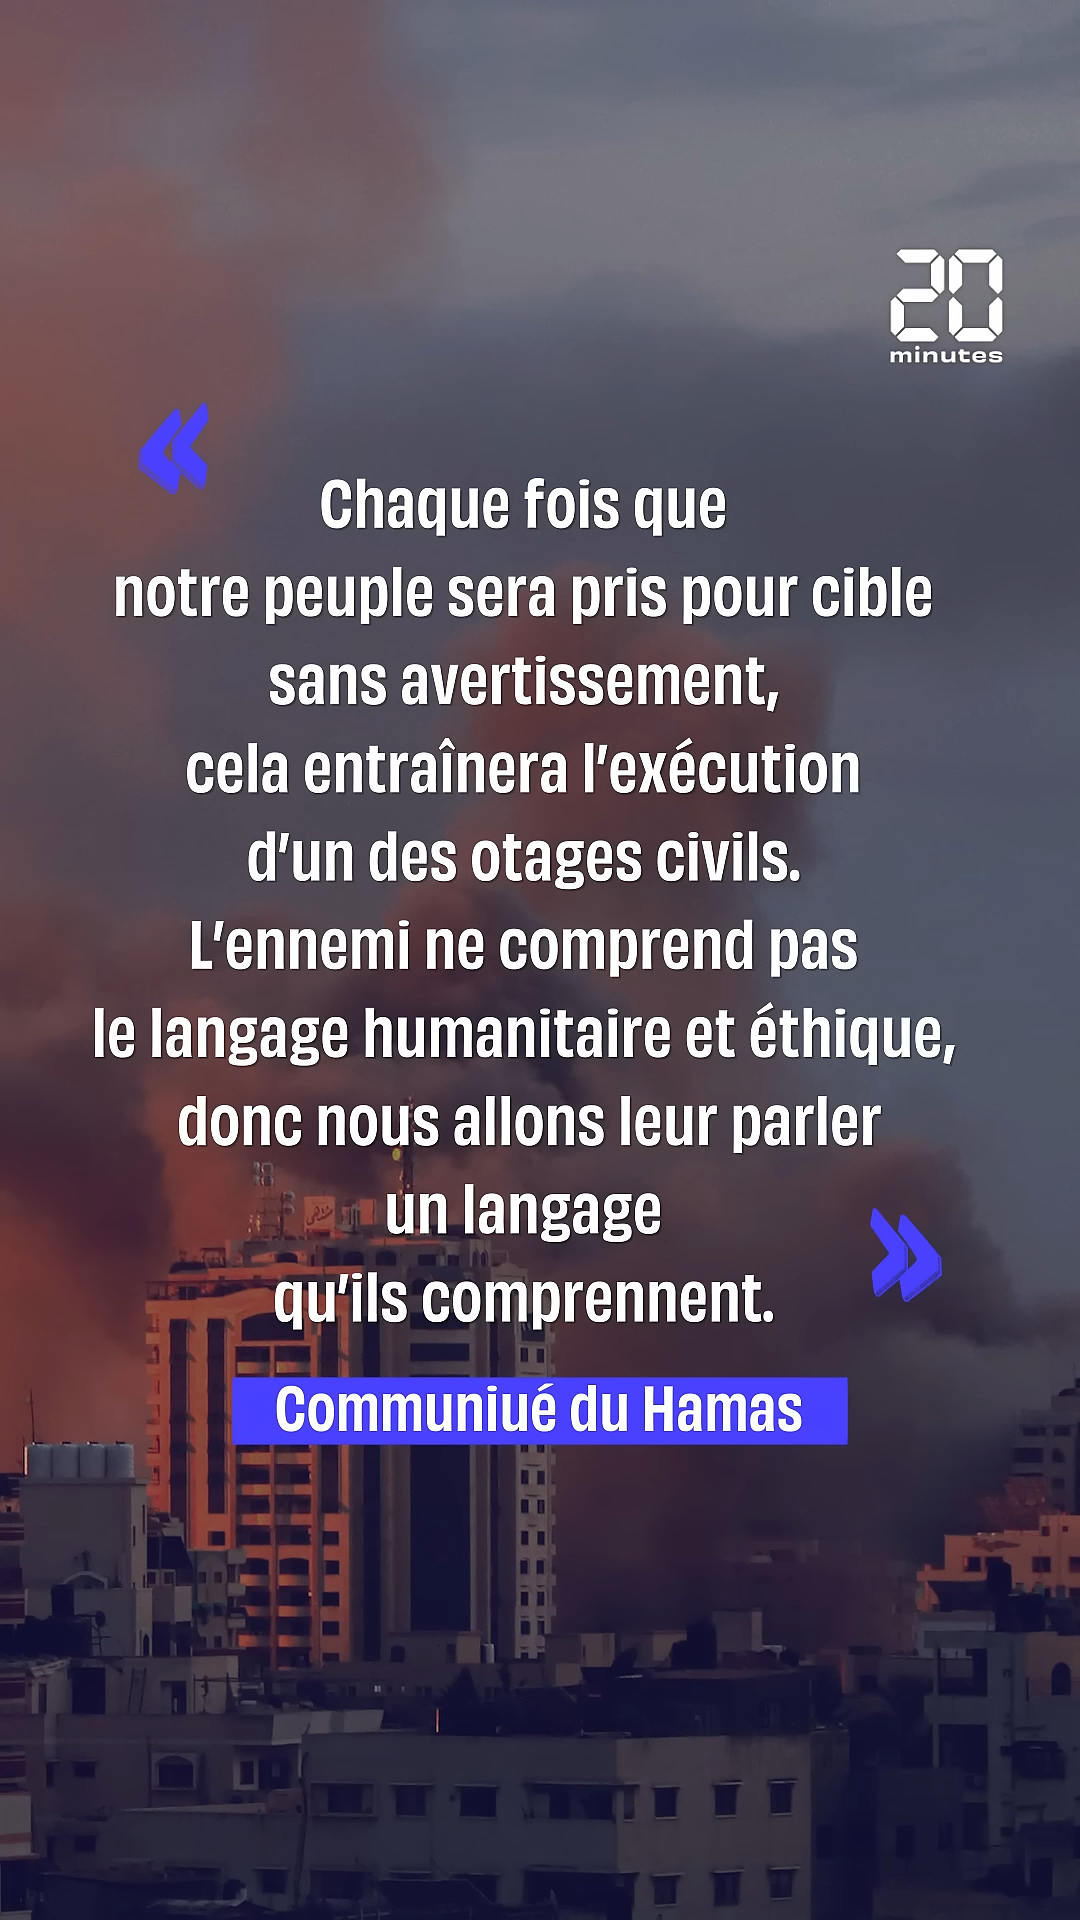 20
minutes
«
Chaque fois que
notre peuple sera pris pour cible
sans avertissement,
cela entraînera l’exécution
d’un des otages civils.
L’ennemi ne comprend pas
le langage humanitaire et éthique,
donc nous allons leur parler
un langage
qu’ils comprennent.
»
Communiué du Hamas